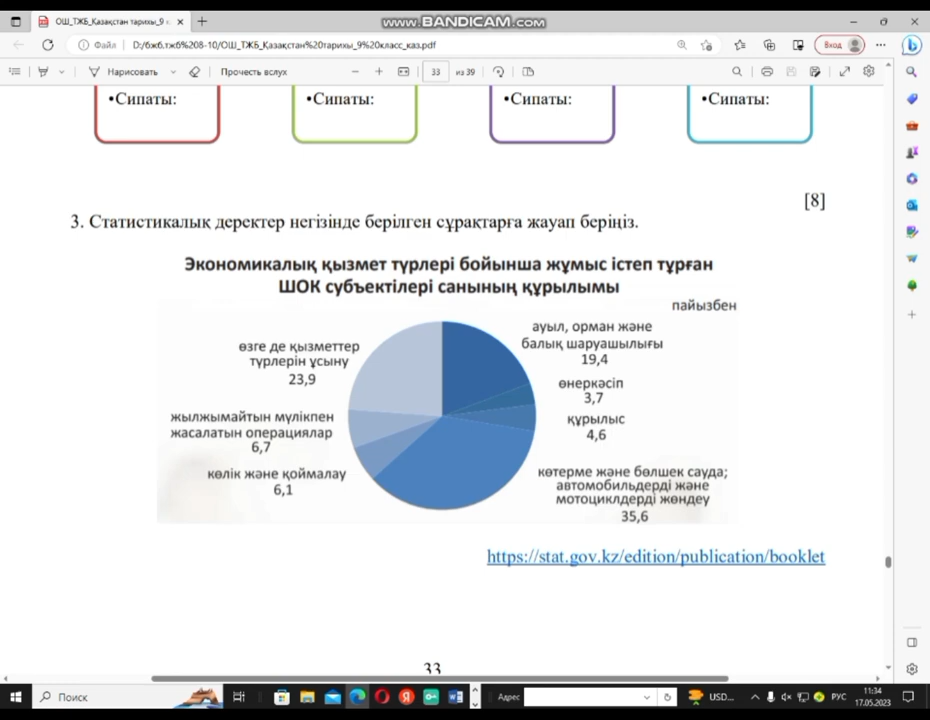 ОШ_ТЖБ_Қазақстан тарихы_9
www.BANDICAM.com
Файл
D:/бжб.тжб%208-10/ОШ_ТЖБ_Қазақстан%20тарихы_9%20класс_каз.pdf
Вход
Нарисовать
Прочесть вслух
33
из 39
•Сипаты:
•Сипаты:
•Сипаты:
•Сипаты:
[8]
3. Статистикалық деректер негізінде берілген сұрақтарға жауап беріңіз.
Экономикалық қызмет түрлері бойынша жұмыс істеп тұрған
ШОК субъектілері санының құрылымы
пайызбен
ауыл, орман және
балық шаруашылығы
19,4
өнеркәсіп
3,7
құрылыс
4,6
көтерме және бөлшек сауда;
автомобильдерді және
мотоциклдерді жөндеу
35,6
өзге де қызметтер
түрлерін ұсыну
23,9
жылжымайтын мүлікпен
жасалатын операциялар
6,7
көлік және қоймалау
6,1
https://stat.gov.kz/edition/publication/booklet
33
Поиск
Адрес
USD...
РУС
11:34
17.05.2023